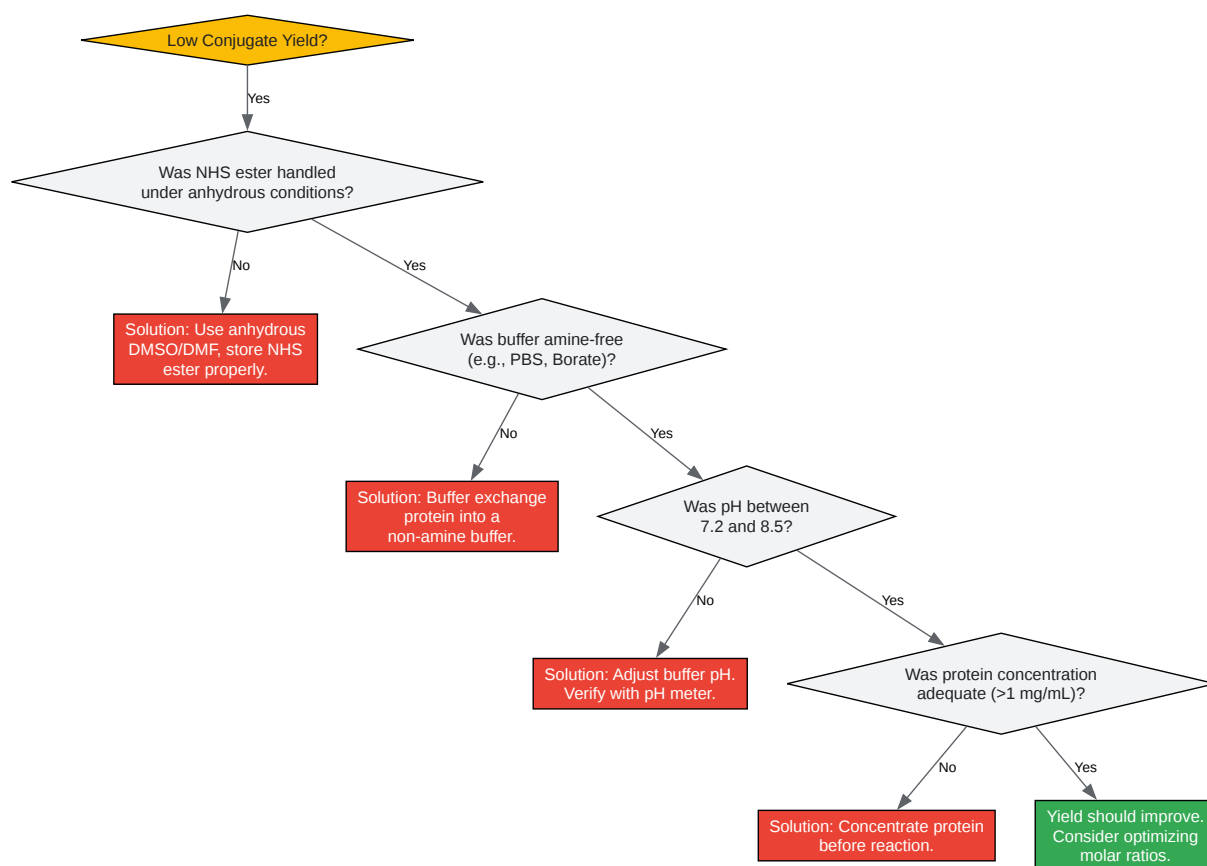 Low Conjugate Yield?
Yes
Was NHS ester handled
under anhydrous conditions?
No
Yes
Solution: Use anhydrous
DMSO/DMF, store NHS
ester properly.
Was buffer amine-free
(e.g., PBS, Borate)?
No
Yes
Solution: Buffer exchange
protein into a
non-amine buffer.
Was pH between
7.2 and 8.5?
No
Yes
Solution: Adjust buffer pH.
Verify with pH meter.
Was protein concentration
adequate (>1 mg/mL)?
No
Yes
Solution: Concentrate protein
before reaction.
Yield should improve.
Consider optimizing
molar ratios.